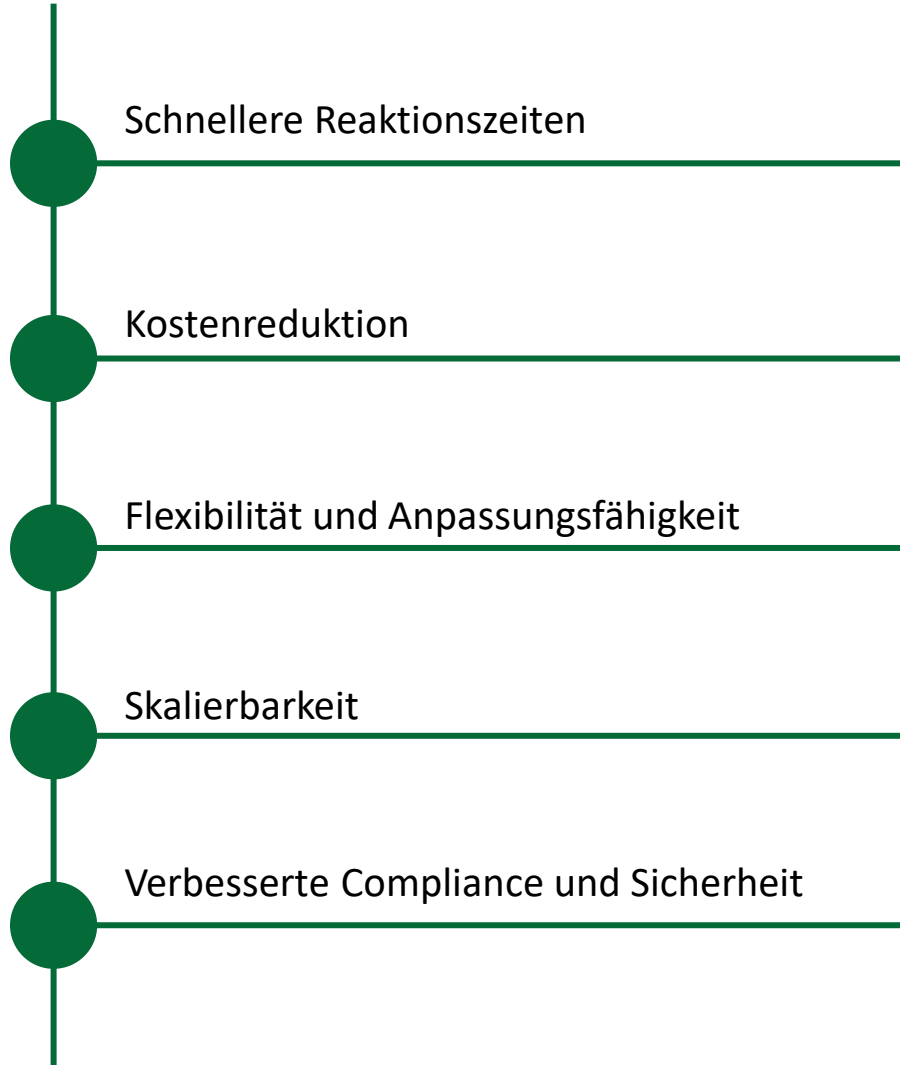 Schnellere Reaktionszeiten
Kostenreduktion
Flexibilität und Anpassungsfähigkeit
Skalierbarkeit
Verbesserte Compliance und Sicherheit